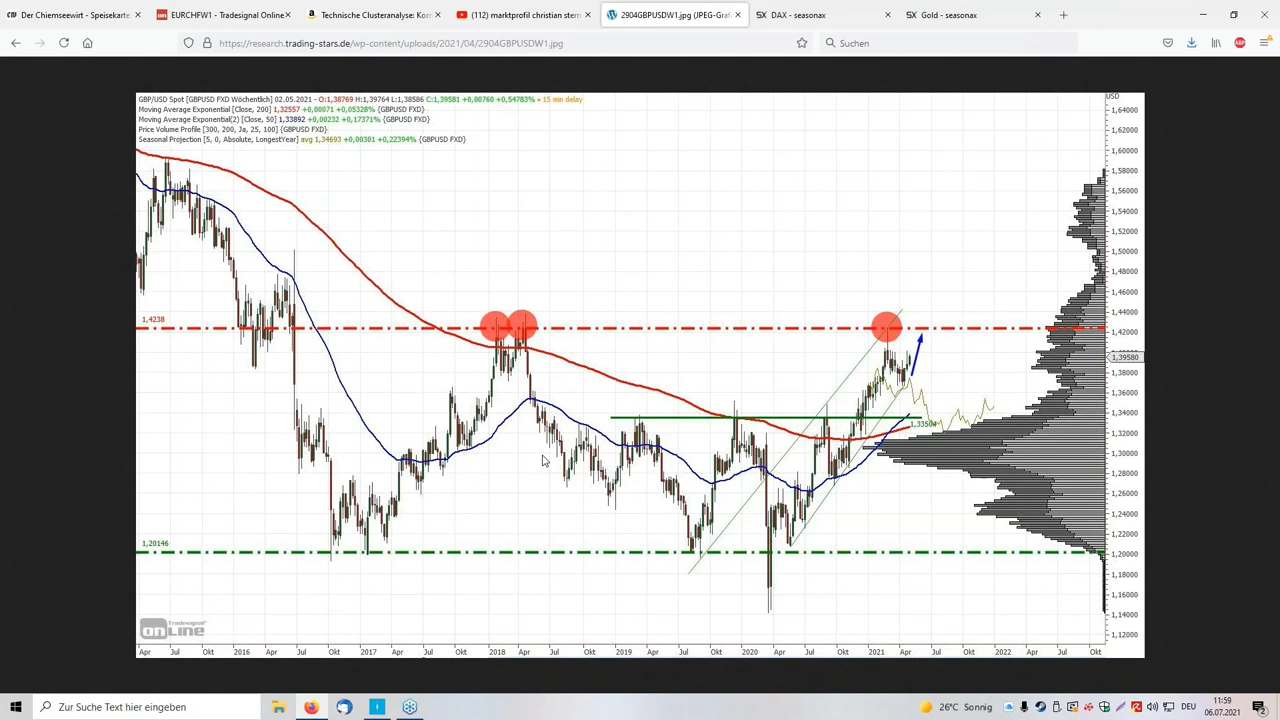 Der Chiemseewirt - Speisekarte
EURCHFW1 - Tradesignal Online
Technische Clusteranalyse: Kor
(112) marktprofil christian stern
2904GBPUSDW1.jpg (JPEG-Graf
DAX - seasonax
Gold - seasonax
https://research.trading-stars.de/wp-content/uploads/2021/04/2904GBPUSDW1.jpg
Suchen
GBP/USD Spot [GBPUSD FXD Wöchentlich] 02.05.2021 - O:1,38769 H:1,39764 L:1,38586 C:1,39581 +0,00760 +0,54783% • 15 min delay
Moving Average Exponential [Close, 200] 1,32557 +0,00071 +0,05328% {GBPUSD FXD}
Moving Average Exponential(2) [Close, 50] 1,33892 +0,00232 +0,17371% {GBPUSD FXD}
Price Volume Profile [300, 200, Ja, 25, 100] {GBPUSD FXD}
Seasonal Projection [5, 0, Absolute, LongestYear] avg 1,34693 +0,00301 +0,22394% {GBPUSD FXD}
USD
1,64000
1,62000
1,60000
1,58000
1,56000
1,54000
1,52000
1,50000
1,48000
1,46000
1,44000
1,4238
1,42000
1,39580
1,38000
1,36000
1,34000
1,33504
1,32000
1,30000
1,28000
1,26000
1,24000
1,22000
1,20146
1,20000
1,18000
1,16000
1,14000
1,12000
Tradesignal
onLine
Apr Jul Okt 2016 Apr Jul Okt 2017 Apr Jul Okt 2018 Apr Jul Okt 2019 Apr Jul Okt 2020 Apr Jul Okt 2021 Apr Jul Okt 2022 Okt
Zur Suche Text hier eingeben
26°C Sonnig
DEU
11:59
06.07.2021